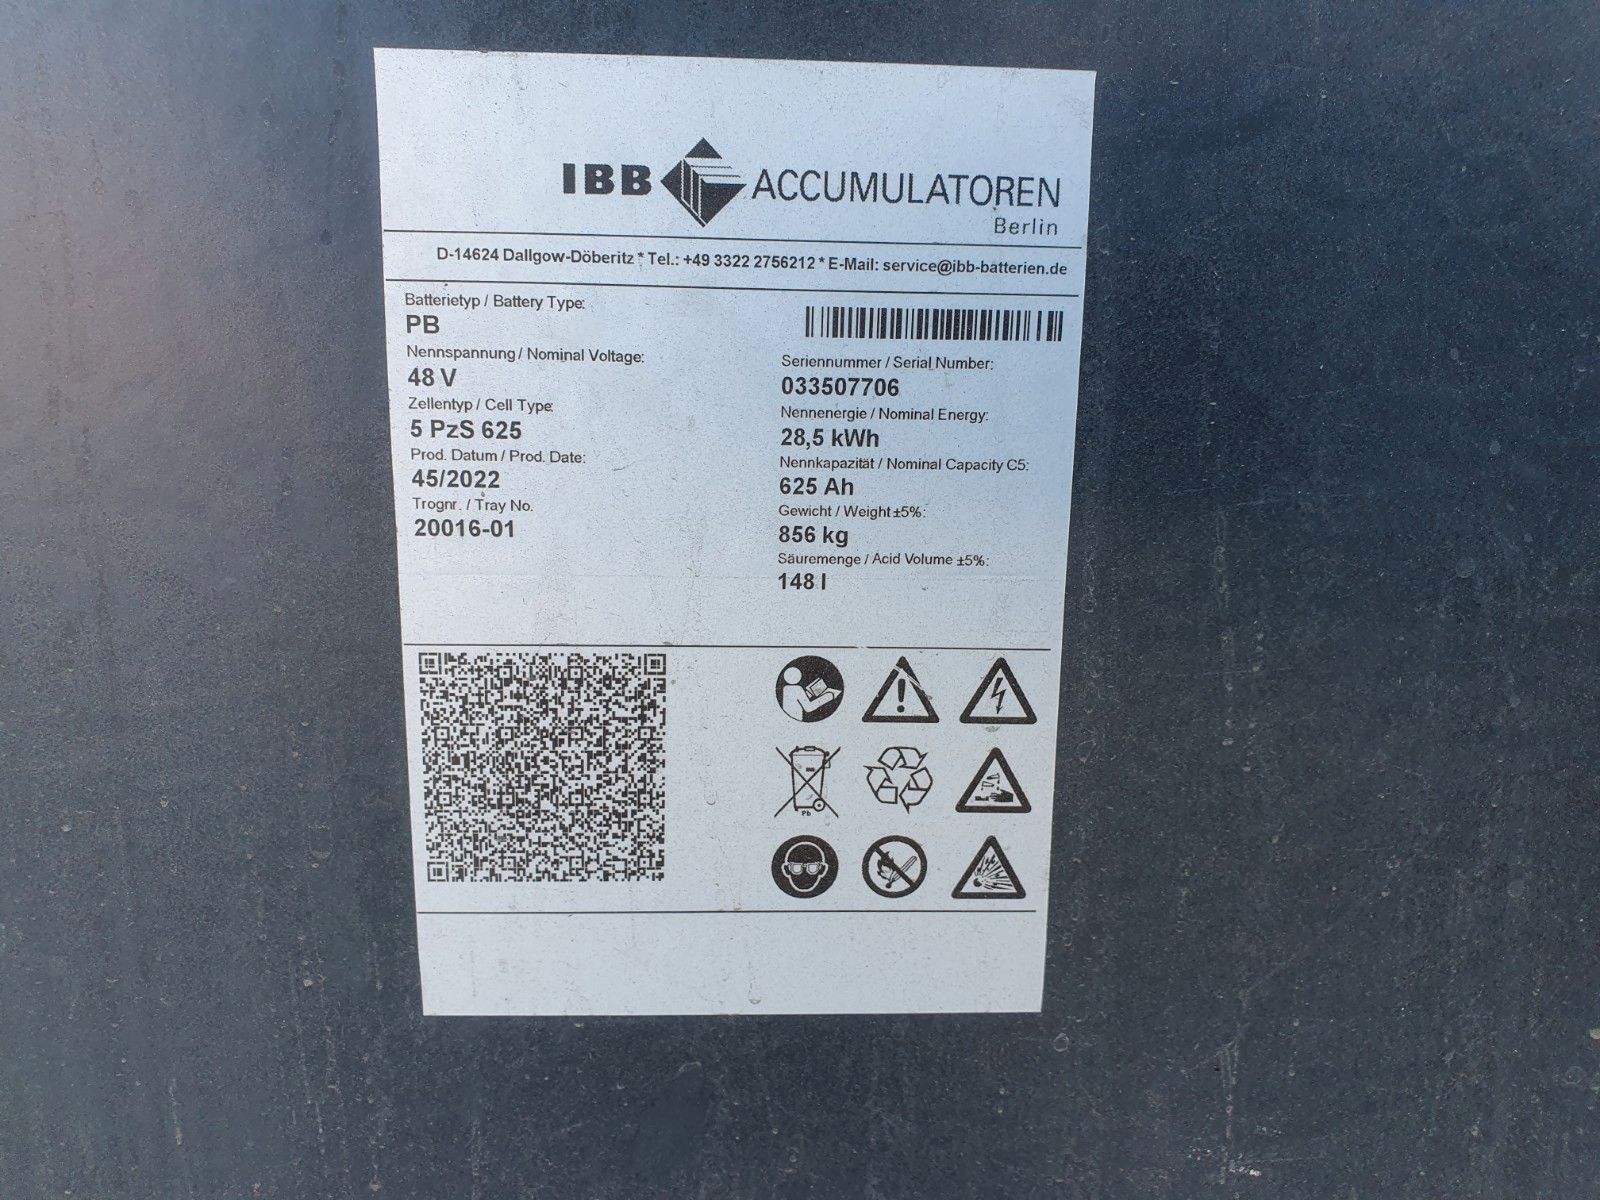 IBB ACCUMULATOREN
Berlin
D-14624 Dallgow-Döberitz * Tel.: +49 3322 2756212 * E-Mail: service@ibb-batterien.de
Batterietyp / Battery Type:
PB
Nennspannung / Nominal Voltage:
48 V
Zellentyp / Cell Type:
5 PzS 625
Prod. Datum / Prod. Date:
45/2022
Trognr. / Tray No.
20016-01
Seriennummer / Serial Number:
033507706
Nennenergie / Nominal Energy:
28,5 kWh
Nennkapazität / Nominal Capacity C5:
625 Ah
Gewicht / Weight ±5%:
856 kg
Säuremenge / Acid Volume ±5%:
148 l
Pb